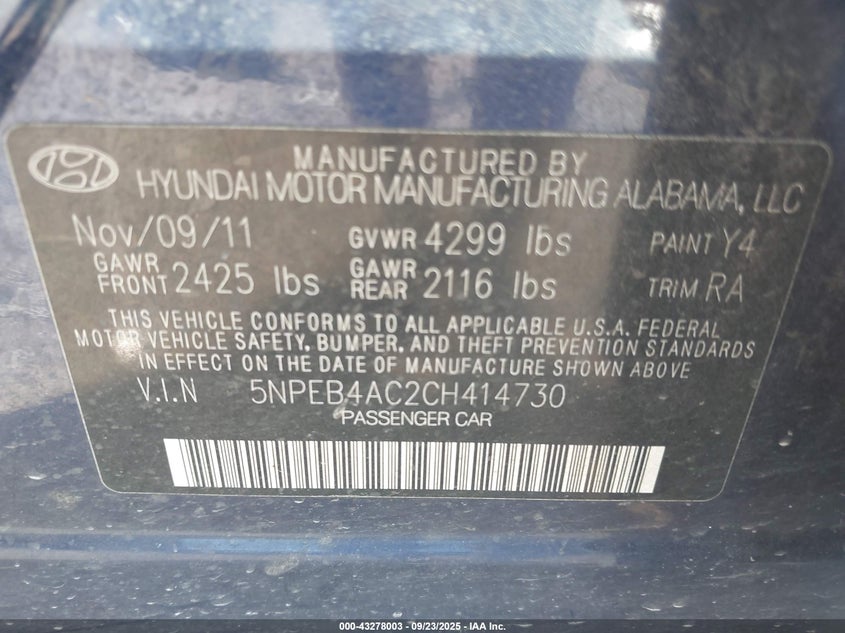 MANUFACTURED BY
HYUNDAI MOTOR MANUFACTURING ALABAMA, LLC
Nov/09/11 GVWR 4299 lbs PAINT Y4
GAWR FRONT 2425 lbs GAWR REAR 2116 lbs TRIM RA
THIS VEHICLE CONFORMS TO ALL APPLICABLE U.S.A. FEDERAL
MOTOR VEHICLE SAFETY, BUMPER, AND THEFT PREVENTION STANDARDS
IN EFFECT ON THE DATE OF MANUFACTURE SHOWN ABOVE
V.I.N 5NPEB4AC2CH414730
PASSENGER CAR
000-43278003 - 09/23/2025 - IAA Inc.